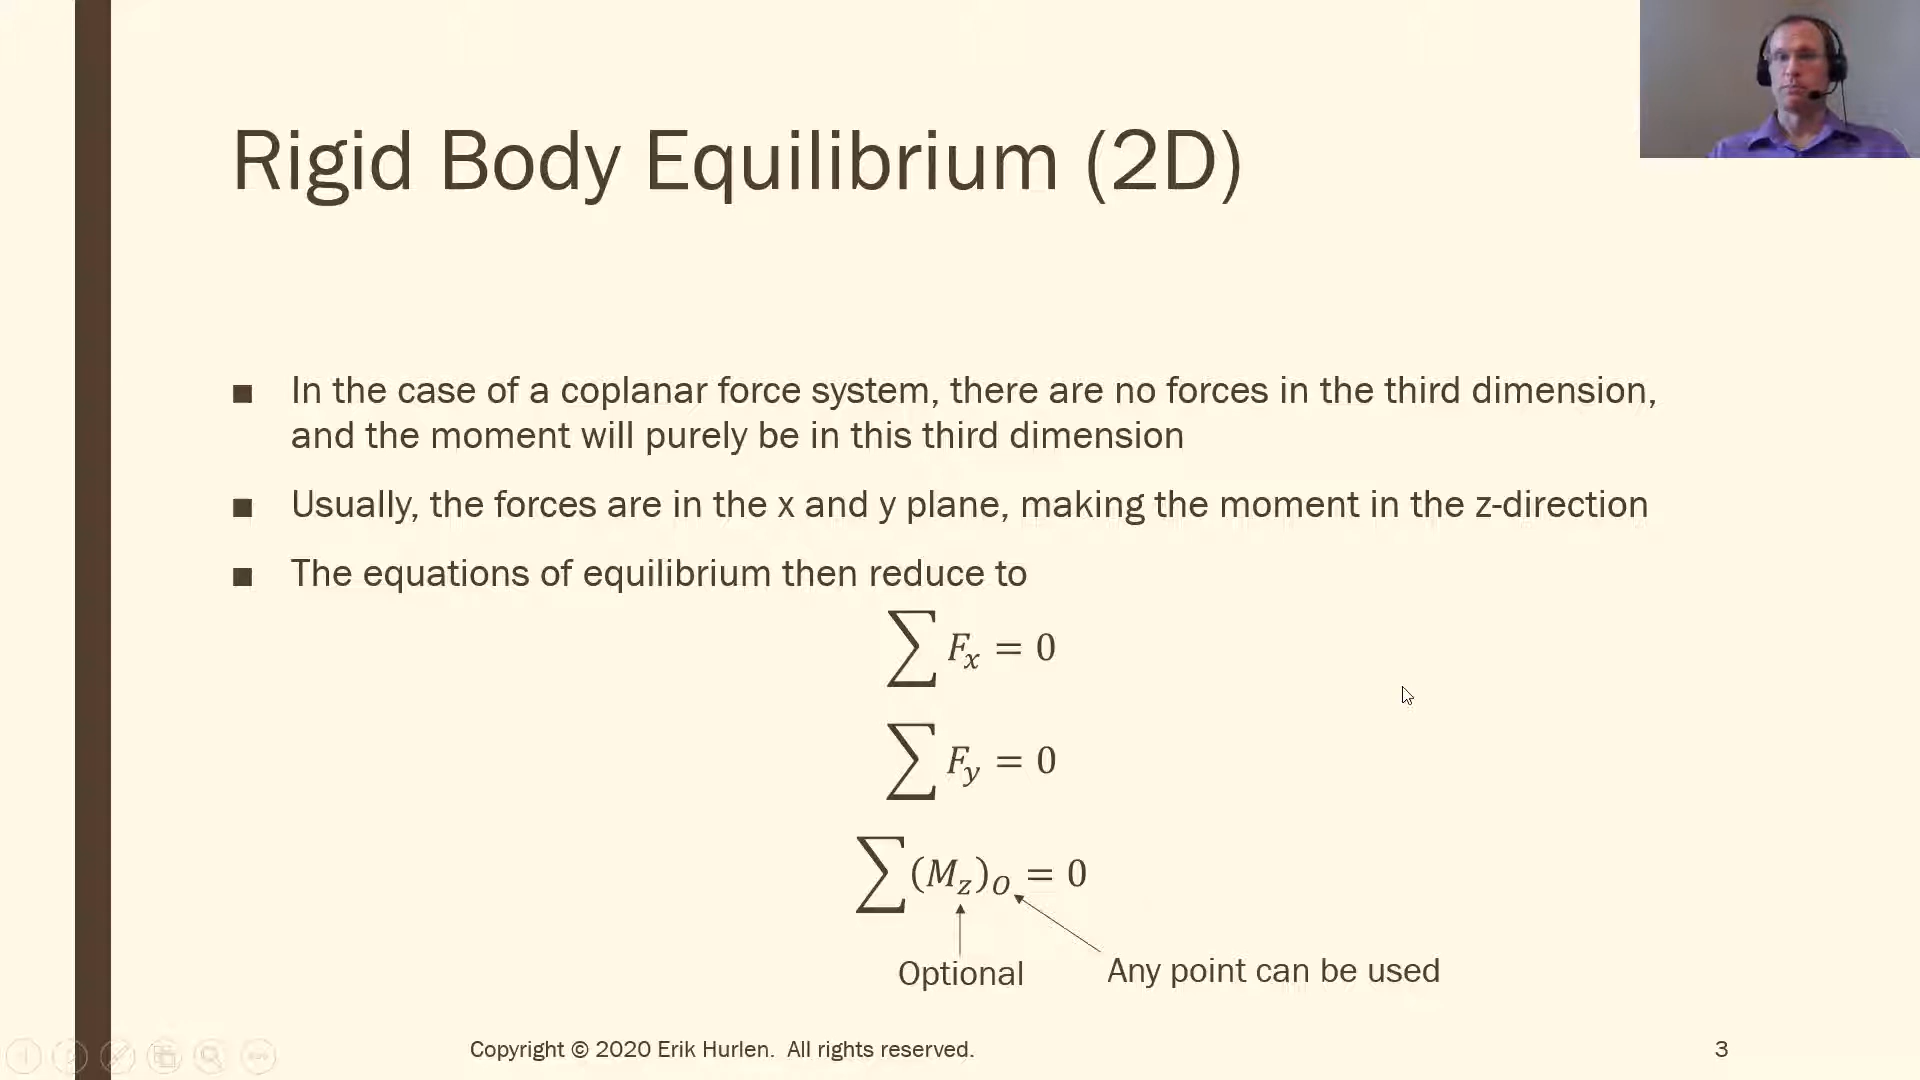 Rigid Body Equilibrium (2D)
■ In the case of a coplanar force system, there are no forces in the third dimension,
and the moment will purely be in this third dimension
■ Usually, the forces are in the x and y plane, making the moment in the z-direction
■ The equations of equilibrium then reduce to
∑ F_x = 0
∑ F_y = 0
∑ (M_z)_O = 0
Optional
Any point can be used
Copyright © 2020 Erik Hurlen. All rights reserved.
3